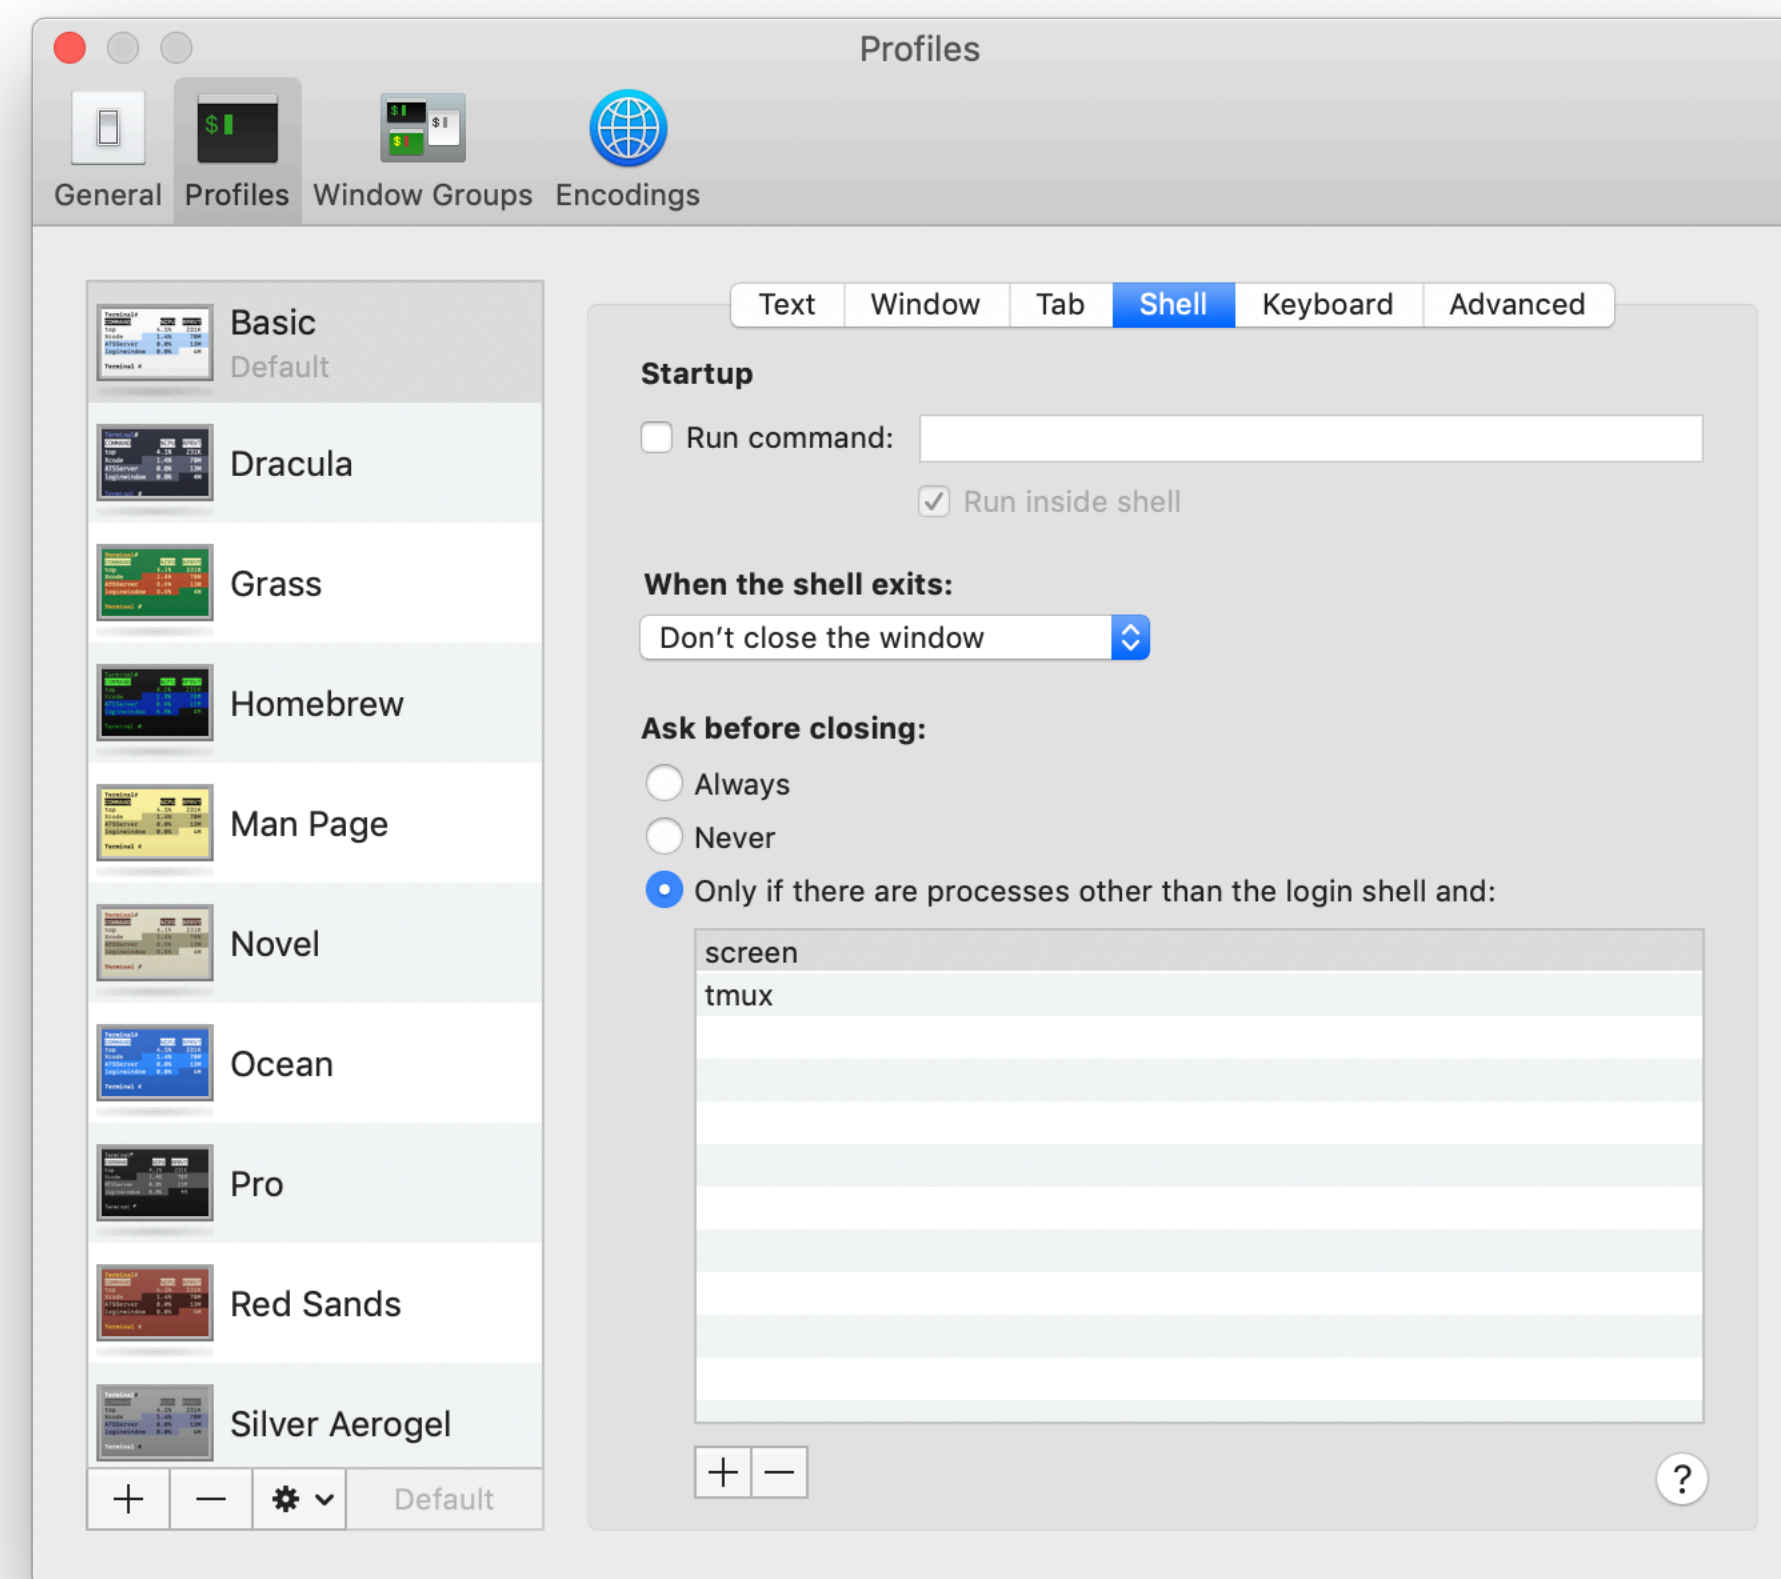 Profiles
General
Profiles
Window Groups
Encodings
Basic
Default
Dracula
Grass
Homebrew
Man Page
Novel
Ocean
Pro
Red Sands
Silver Aerogel
Default
Text
Window
Tab
Shell
Keyboard
Advanced
Startup
Run command:
Run inside shell
When the shell exits:
Don’t close the window
Ask before closing:
Always
Never
Only if there are processes other than the login shell and:
screen
tmux
?